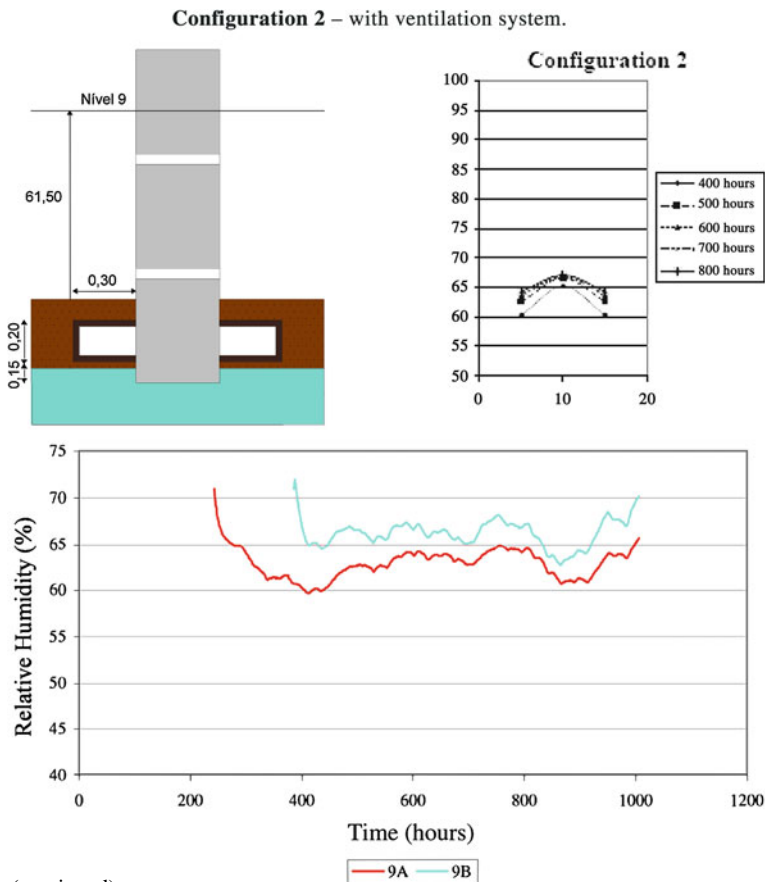 Configuration 2 – with ventilation system.
Nível 9
61,50
0,30
0,20
0,15
Configuration 2
100
95
90
85
80
75
70
65
60
55
50
0 10 20
400 hours
500 hours
600 hours
700 hours
800 hours
Relative Humidity (%)
75
70
65
60
55
50
45
40
0 200 400 600 800 1000 1200
Time (hours)
9A 9B